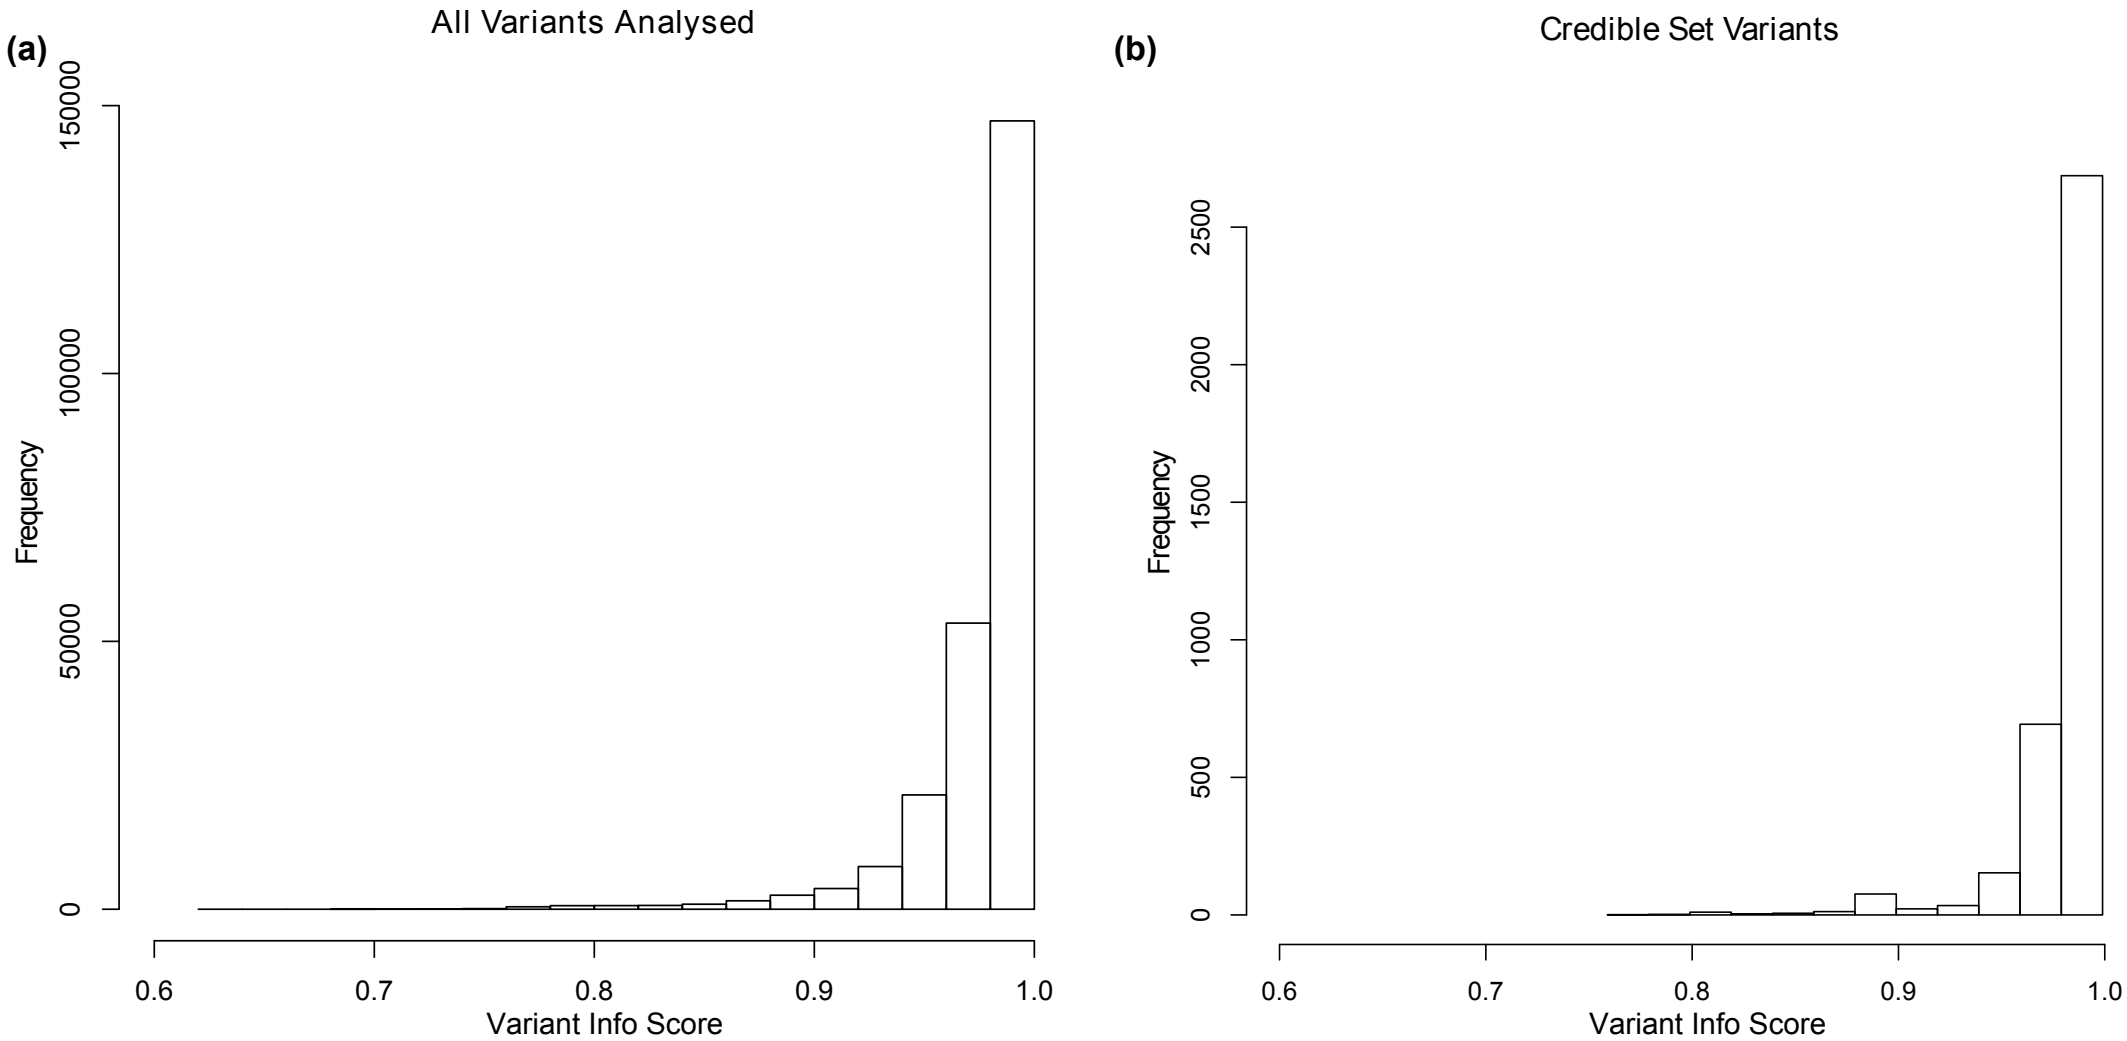 All Variants Analysed
(a)
150000
100000
50000
0
Frequency
0.6 0.7 0.8 0.9 1.0
Variant Info Score
Credible Set Variants
(b)
2500
2000
1500
1000
500
0
Frequency
0.6 0.7 0.8 0.9 1.0
Variant Info Score